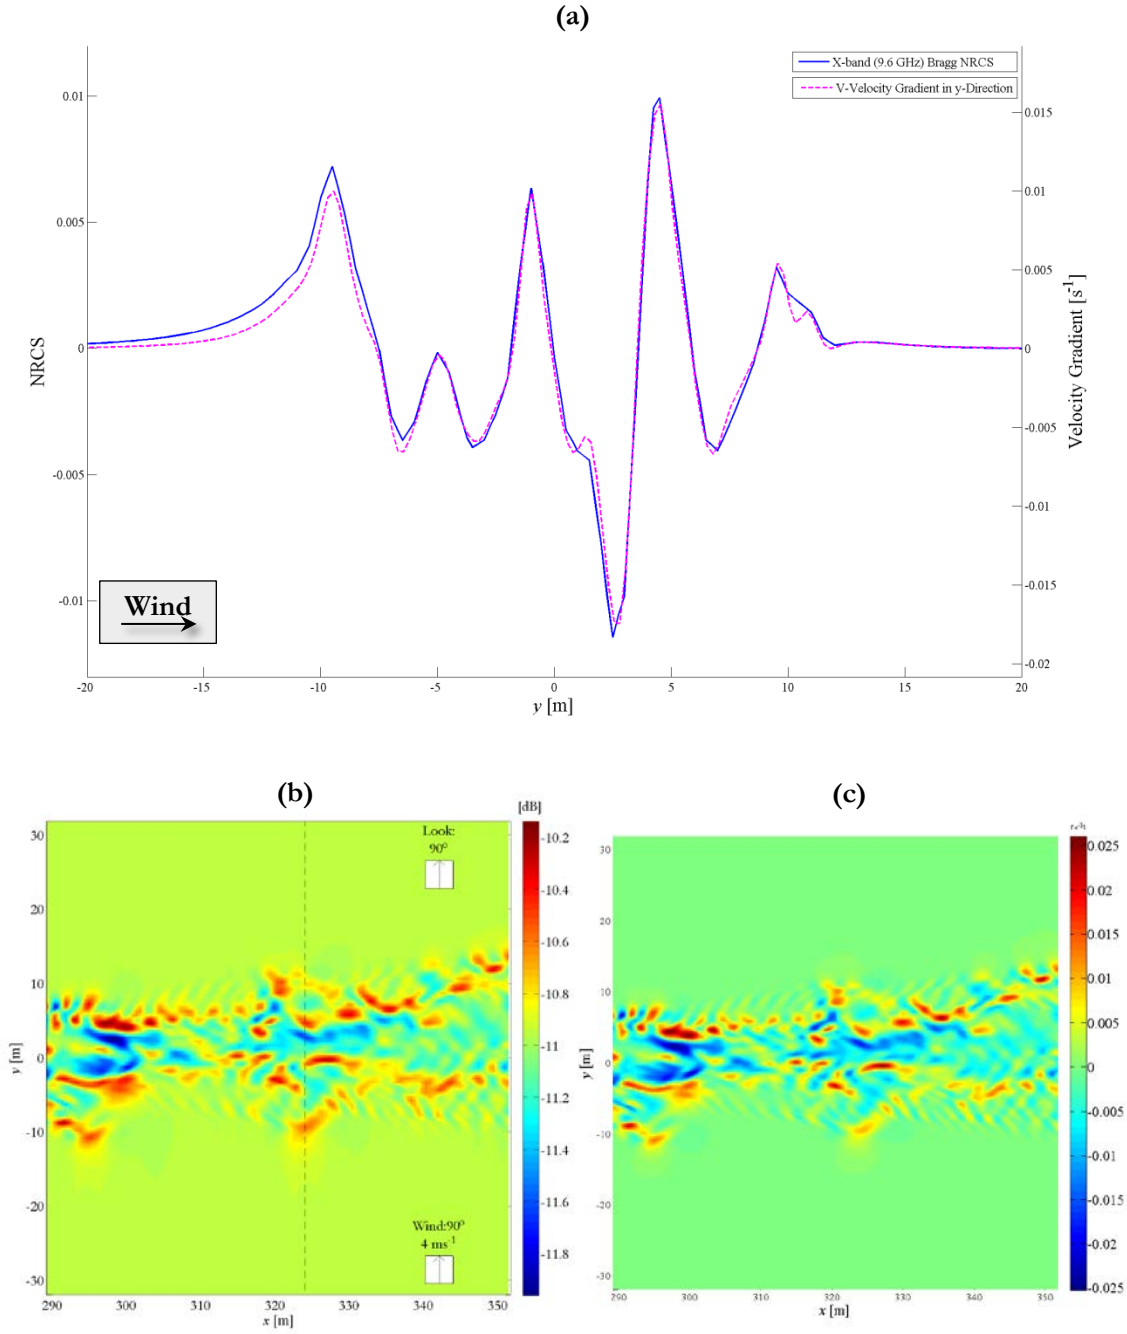 (a)
X-band (9.6 GHz) Bragg NRCS
V-Velocity Gradient in y-Direction
0.01
0.005
0
-0.005
-0.01
NRCS
0.015
0.01
0.005
0
-0.005
-0.01
-0.015
-0.02
Velocity Gradient [s-1]
Wind
-20 -15 -10 -5 0 5 10 15 20
y [m]
(b)
[dB]
Look:
90º
30
20
10
0
-10
-20
-30
y [m]
Wind:90º
4 ms-1
290 300 310 320 330 340 350
x [m]
-10.2
-10.4
-10.6
-10.8
-11
-11.2
-11.4
-11.6
-11.8
(c)
30
20
10
0
-10
-20
-30
y [m]
290 300 310 320 330 340 350
x [m]
0.025
0.02
0.015
0.01
0.005
0
-0.005
-0.01
-0.015
-0.02
-0.025